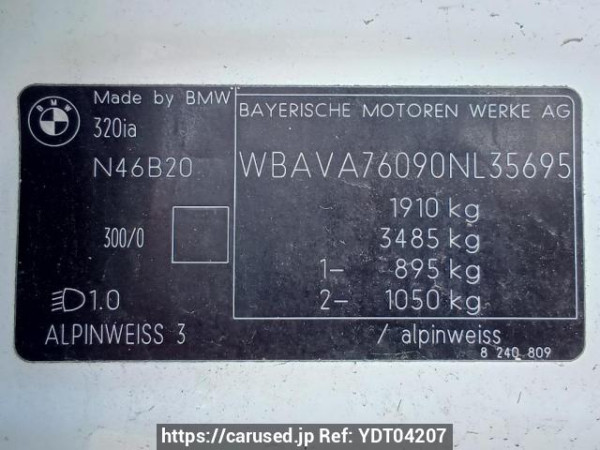 BMW
Made by BMW
320ia
N46B20
300/0
1.0
ALPINWEISS 3
BAYERISCHE MOTOREN WERKE AG
WBAVA76090NL35695
1910 kg
3485 kg
1- 895 kg
2- 1050 kg
/ alpinweiss
8 240 809
https://carused.jp Ref: YDT04207